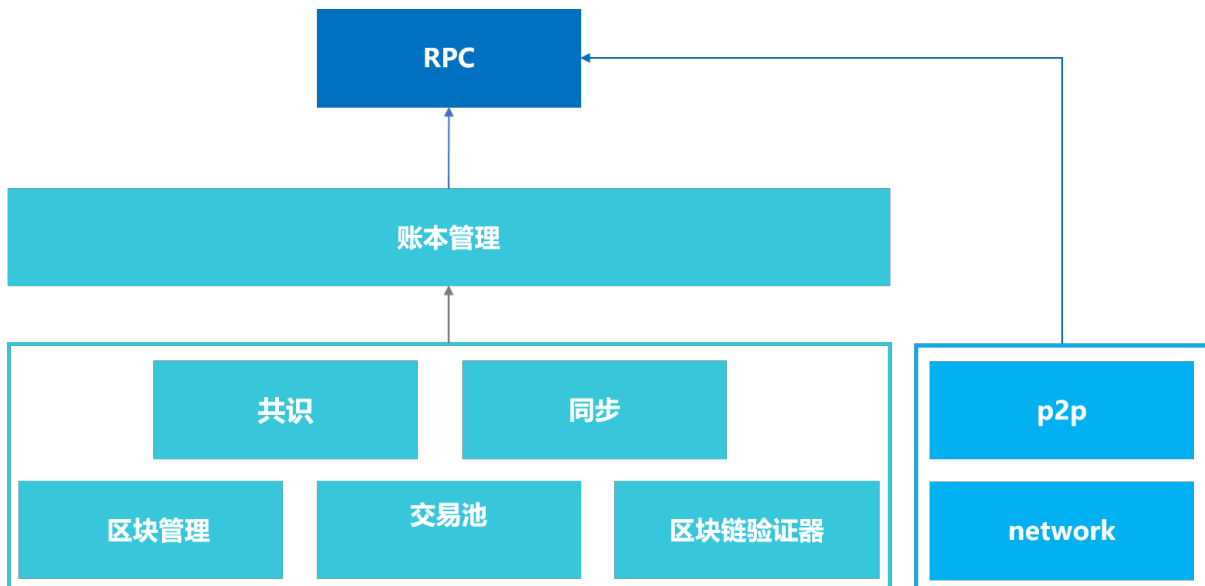 RPC
账本管理
共识
同步
p2p
区块管理
交易池
区块链验证器
network